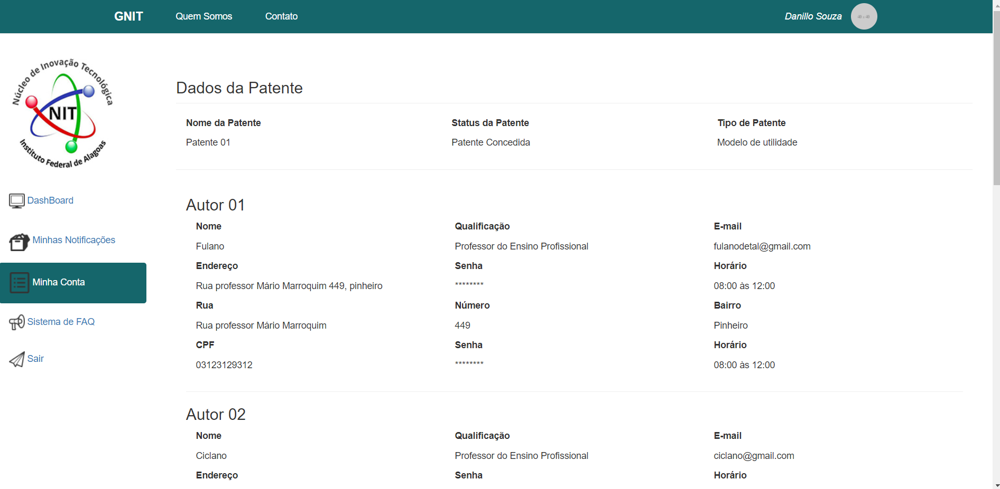 GNIT Quem Somos Contato Danillo Souza
Núcleo de Inovação Tecnológica
NIT
Instituto Federal de Alagoas
DashBoard
Minhas Notificações
Minha Conta
Sistema de FAQ
Sair
Dados da Patente
Nome da Patente Status da Patente Tipo de Patente
Patente 01 Patente Concedida Modelo de utilidade
Autor 01
Nome Qualificação E-mail
Fulano Professor do Ensino Profissional fulanodetal@gmail.com
Endereço Senha Horário
Rua professor Mário Marroquim 449, pinheiro ******** 08:00 às 12:00
Rua Número Bairro
Rua professor Mário Marroquim 449 Pinheiro
CPF Senha Horário
03123129312 ******** 08:00 às 12:00
Autor 02
Nome Qualificação E-mail
Ciclano Professor do Ensino Profissional ciclano@gmail.com
Endereço Senha Horário